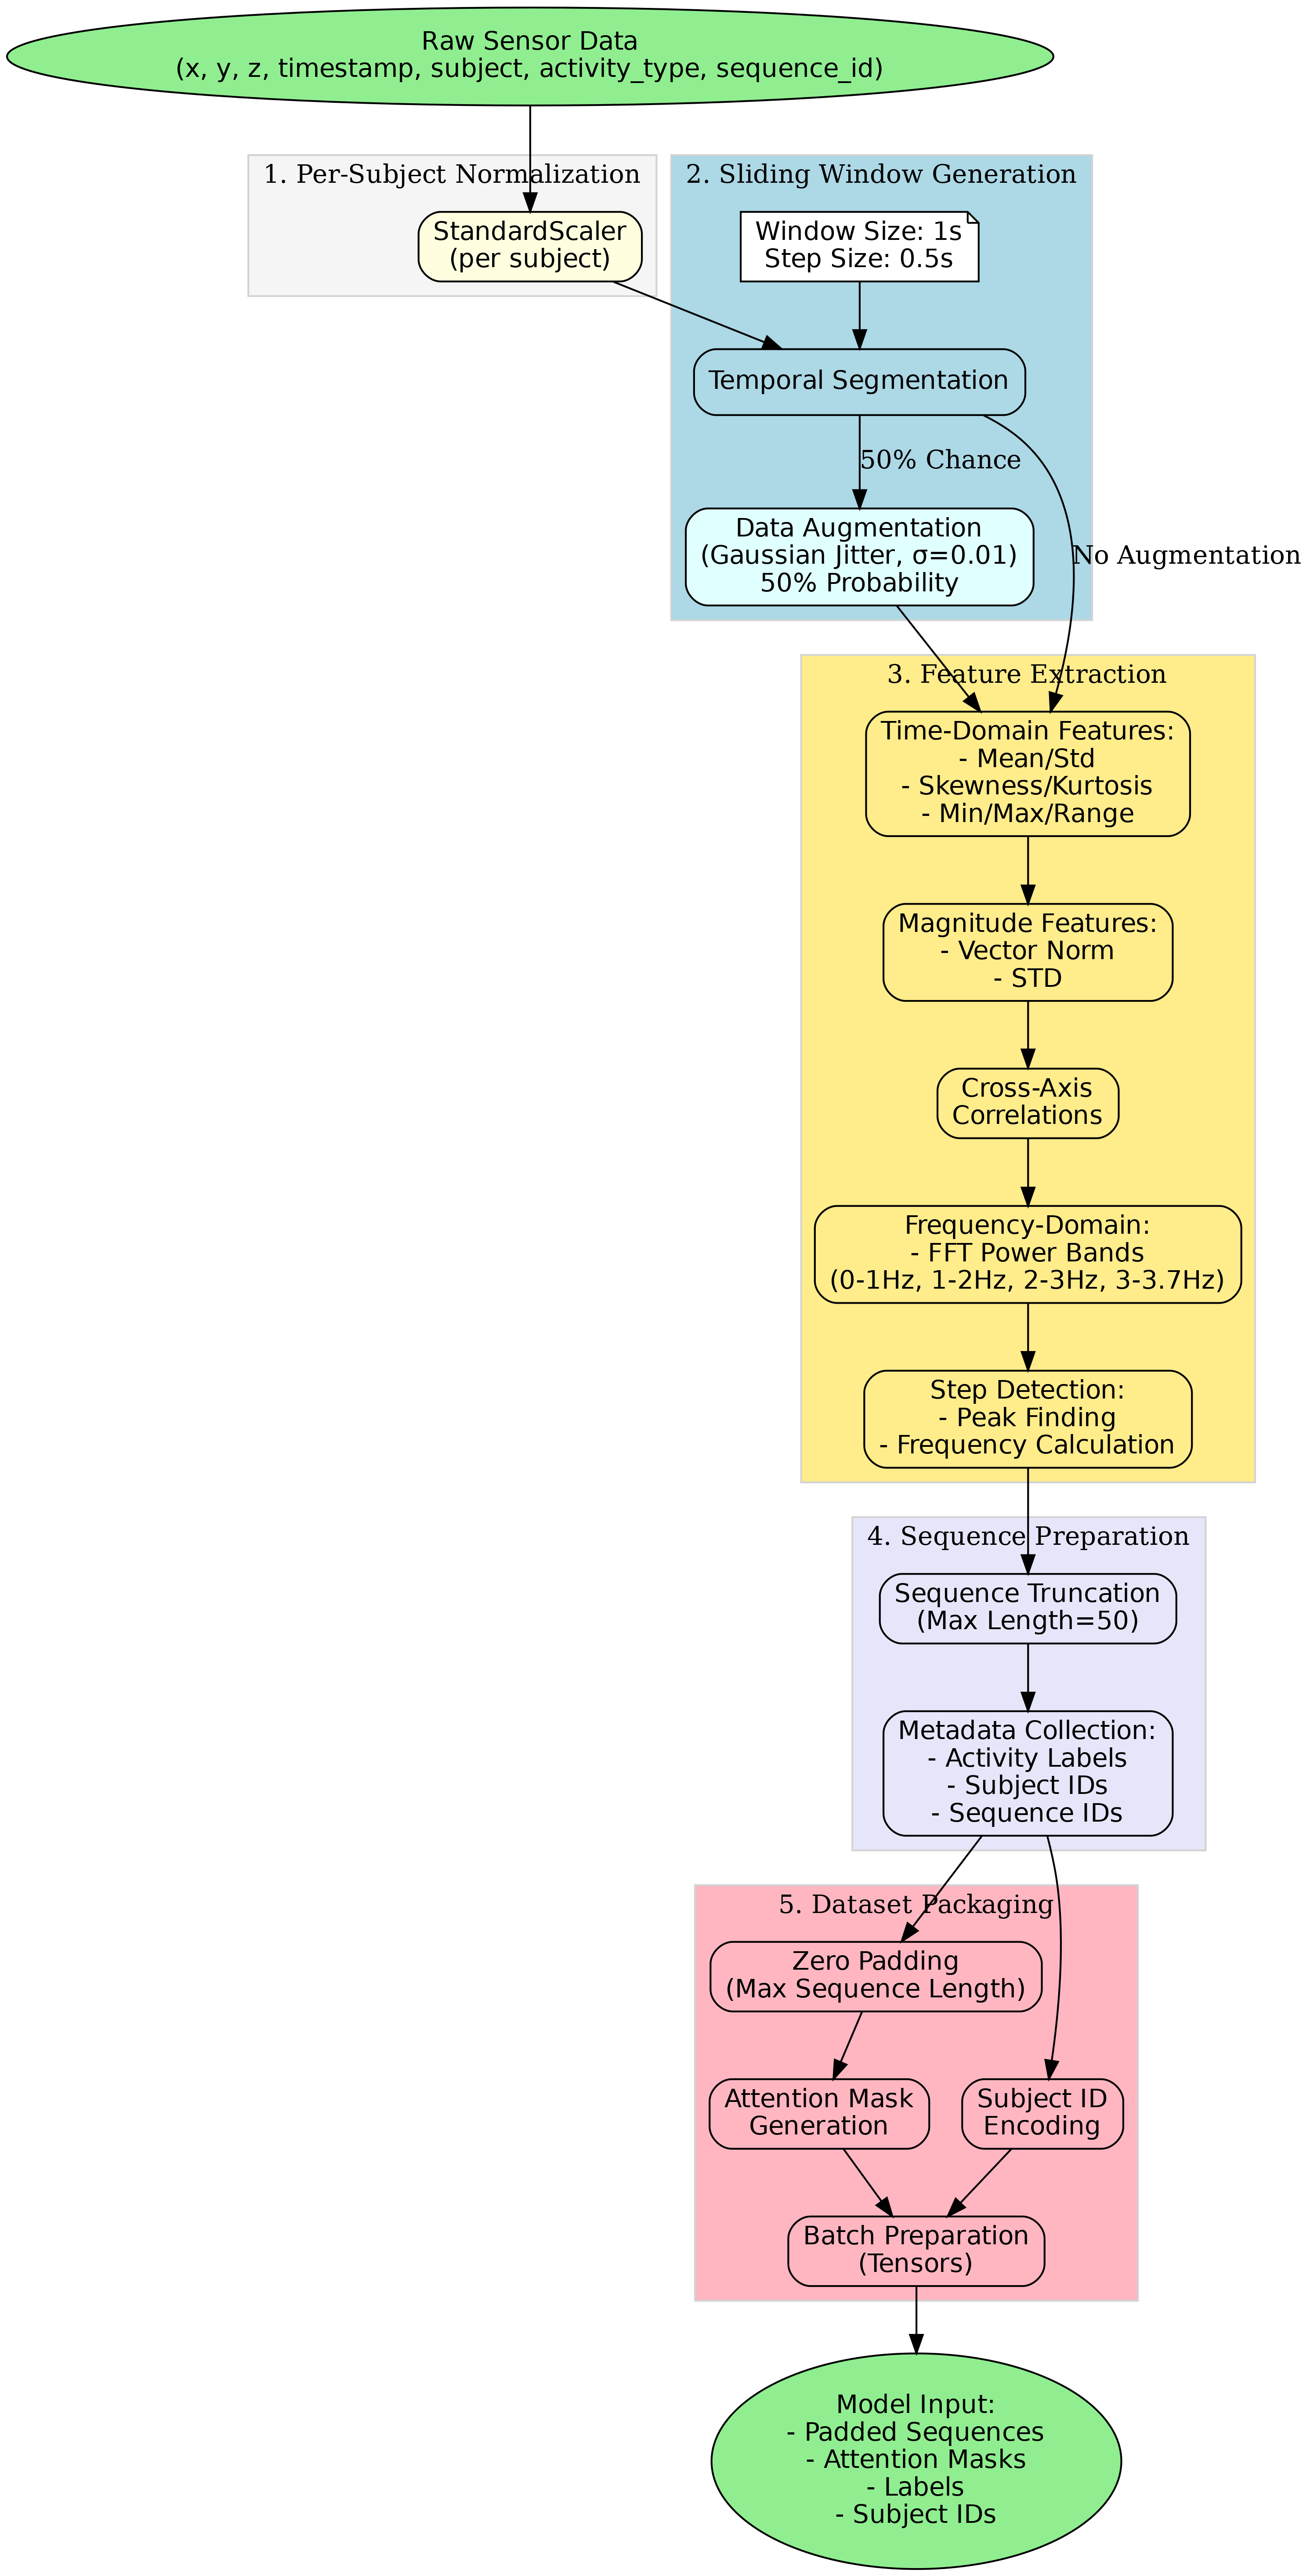 Raw Sensor Data
(x, y, z, timestamp, subject, activity_type, sequence_id)
1. Per-Subject Normalization
StandardScaler
(per subject)
2. Sliding Window Generation
Window Size: 1s
Step Size: 0.5s
Temporal Segmentation
50% Chance
Data Augmentation
(Gaussian Jitter, σ=0.01)
50% Probability
No Augmentation
3. Feature Extraction
Time-Domain Features:
- Mean/Std
- Skewness/Kurtosis
- Min/Max/Range
Magnitude Features:
- Vector Norm
- STD
Cross-Axis
Correlations
Frequency-Domain:
- FFT Power Bands
(0-1Hz, 1-2Hz, 2-3Hz, 3-3.7Hz)
Step Detection:
- Peak Finding
- Frequency Calculation
4. Sequence Preparation
Sequence Truncation
(Max Length=50)
Metadata Collection:
- Activity Labels
- Subject IDs
- Sequence IDs
5. Dataset Packaging
Zero Padding
(Max Sequence Length)
Attention Mask
Generation
Subject ID
Encoding
Batch Preparation
(Tensors)
Model Input:
- Padded Sequences
- Attention Masks
- Labels
- Subject IDs